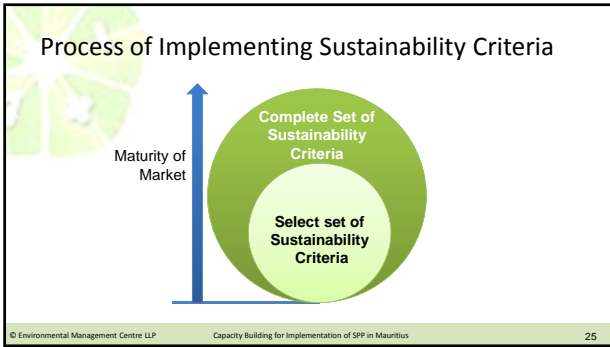 Process of Implementing Sustainability Criteria
Complete Set of
Sustainability
Criteria
Maturity of
Market
Select set of
Sustainability
Criteria
© Environmental Management Centre LLP
Capacity Building for Implementation of SPP in Mauritius
25